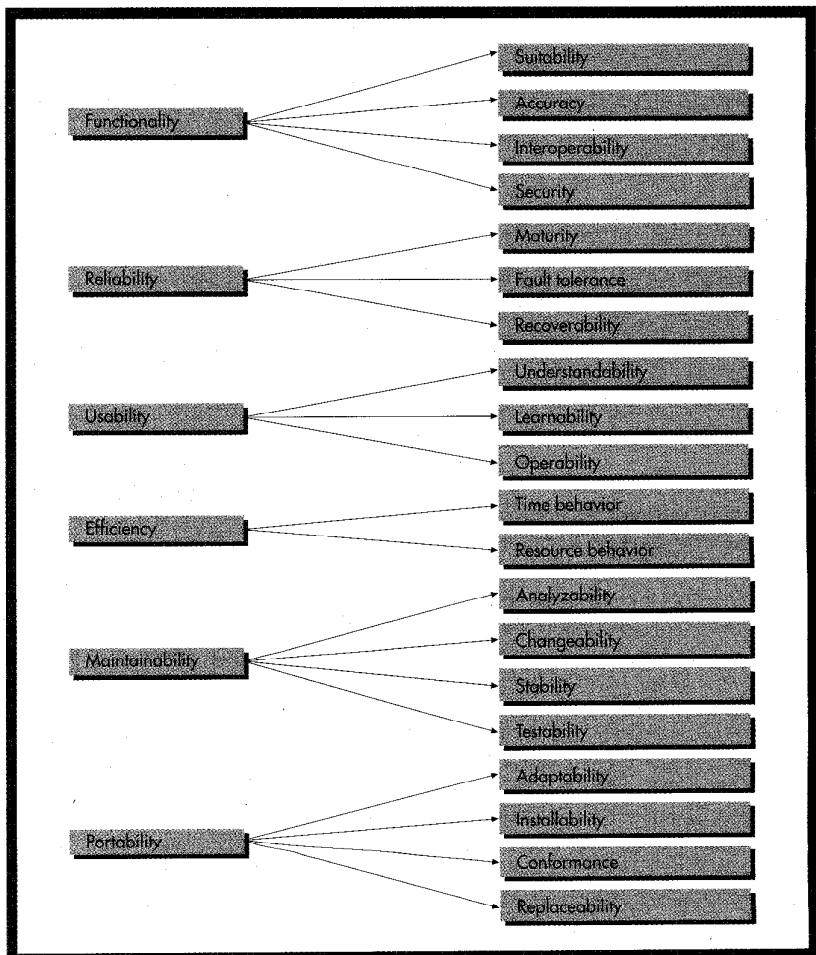 Functionality
Suitability
Accuracy
Interoperability
Security
Reliability
Maturity
Fault tolerance
Recoverability
Usability
Understandability
Learnability
Operability
Efficiency
Time behavior
Resource behavior
Maintainability
Analyzability
Changeability
Stability
Testability
Portability
Adaptability
Installability
Conformance
Replaceability